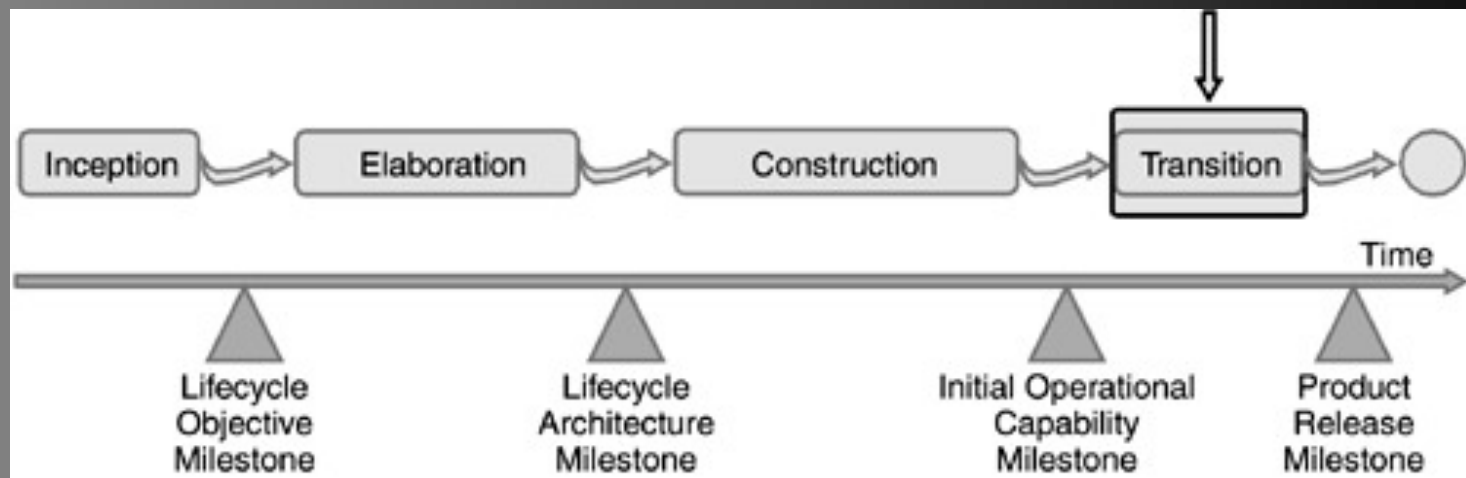 Inception
Elaboration
Construction
Transition
Time
Lifecycle
Objective
Milestone
Lifecycle
Architecture
Milestone
Initial Operational
Capability
Milestone
Product
Release
Milestone